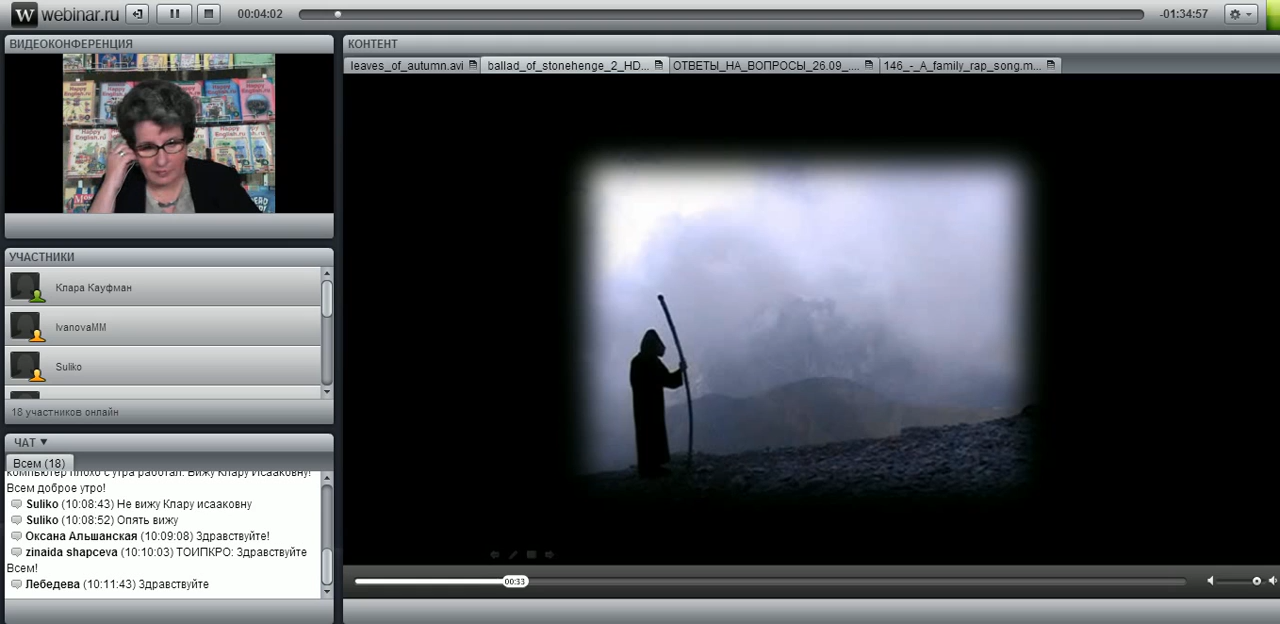 webinar.ru
00:04:02
-01:34:57
ВИДЕОКОНФЕРЕНЦИЯ
Happy English.ru
УЧАСТНИКИ
Клара Кауфман
IvanovaMM
Suliko
18 участников онлайн
ЧАТ
Всем (18)
компьютер плохо с утра работал. Вижу Клару Исааковну!
Всем доброе утро!
Suliko (10:08:43) Не вижу Клару исааковну
Suliko (10:08:52) Опять вижу
Оксана Альшанская (10:09:08) Здравствуйте!
zinaida shapceva (10:10:03) ТОИПКРО: Здравствуйте
Всем!
Лебедева (10:11:43) Здравствуйте
КОНТЕНТ
leaves_of_autumn.avi
ballad_of_stonehenge_2_HD...
ОТВЕТЫ_НА_ВОПРОСЫ_26.09_....
146_-_A_family_rap_song.m...
00:33